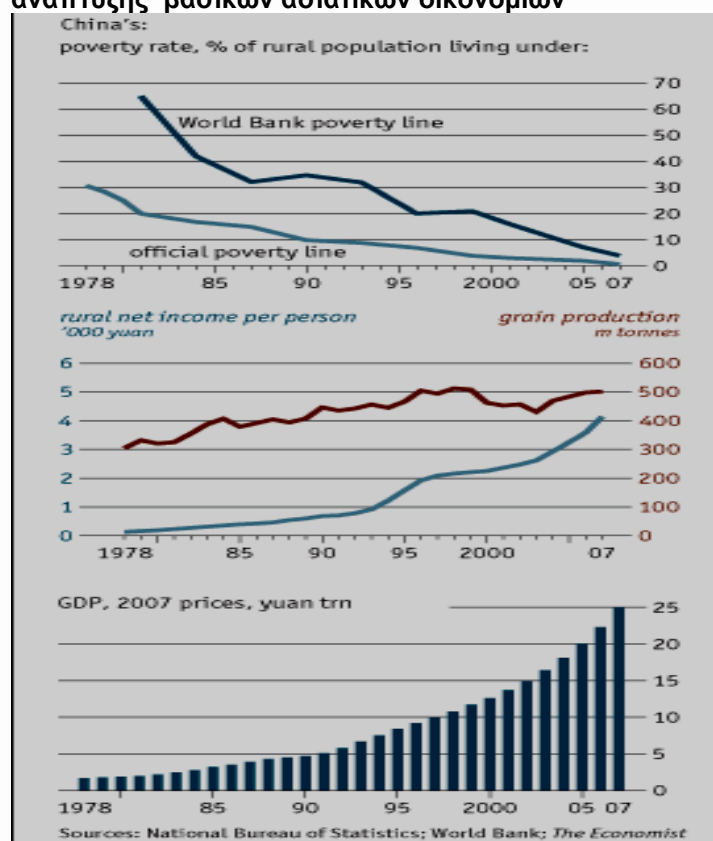 ανάπτυξης βασικών ασιατικών οικονομιών
China's:
poverty rate, % of rural population living under:
70
World Bank poverty line
60
50
40
30
20
official poverty line
10
0
1978 85 90 95 2000 05 07
rural net income per person grain production
'000 yuan m tonnes
6 600
5 500
4 400
3 300
2 200
1 100
0 0
1978 85 90 95 2000 07
GDP, 2007 prices, yuan trn
25
20
15
10
5
0
1978 85 90 95 2000 05 07
Sources: National Bureau of Statistics; World Bank; The Economist